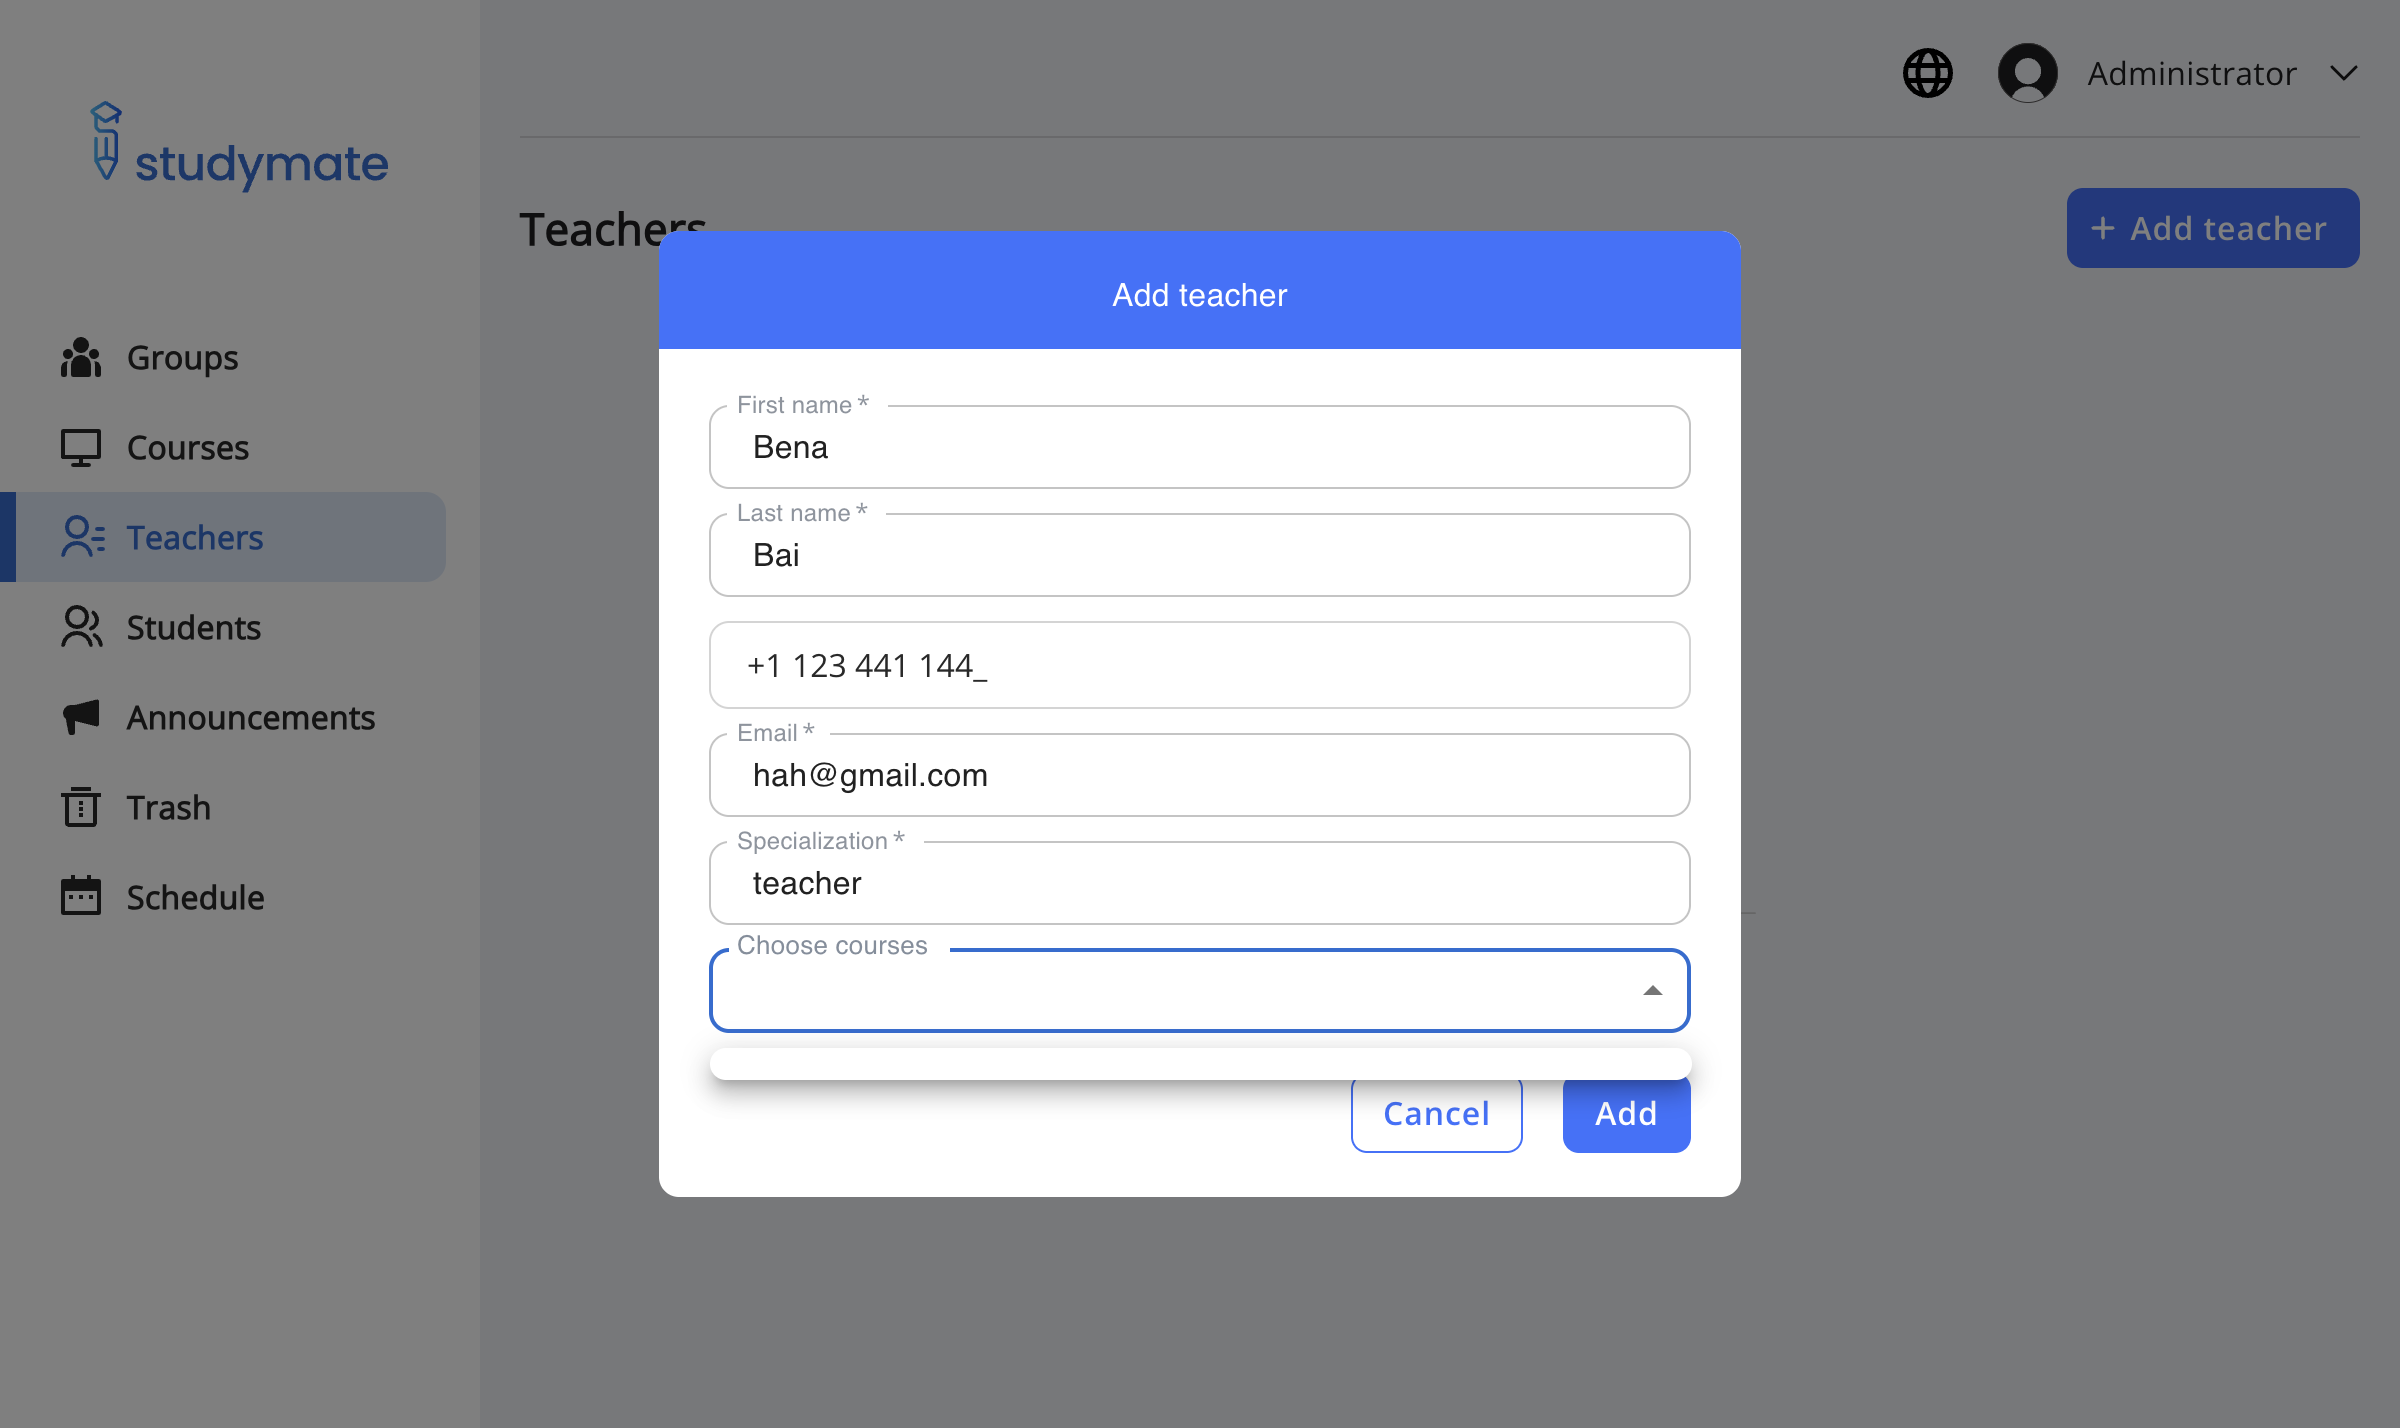 studymate
Administrator
Groups
Courses
Teachers
Students
Announcements
Trash
Schedule
Teachers
+ Add teacher
Add teacher
First name *
Bena
Last name *
Bai
+1 123 441 144_
Email *
hah@gmail.com
Specialization *
teacher
Choose courses
Cancel
Add